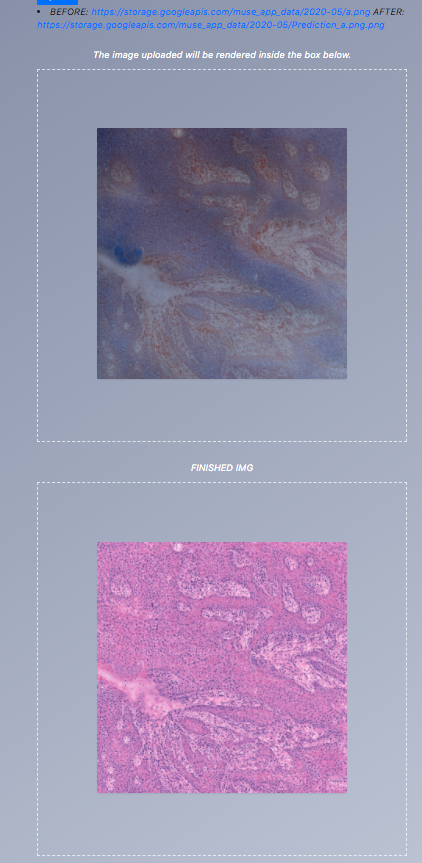 BEFORE: https://storage.googleapis.com/muse_app_data/2020-05/a.png AFTER:
https://storage.googleapis.com/muse_app_data/2020-05/Prediction_a.png.png
The image uploaded will be rendered inside the box below.
FINISHED IMG